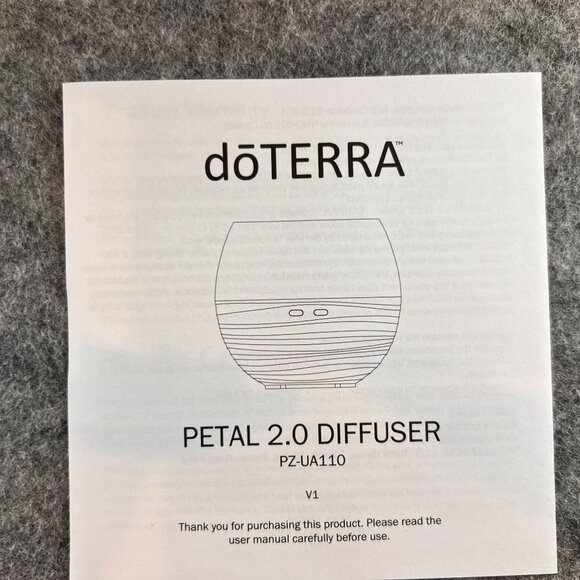 dōTERRA™
PETAL 2.0 DIFFUSER
PZ-UA110
V1
Thank you for purchasing this product. Please read the
user manual carefully before use.